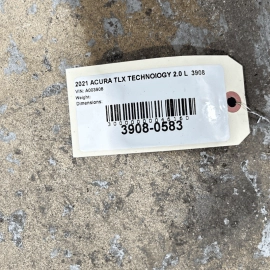 2021 ACURA TLX TECHNOlOGY 2.0 L 3908
VIN: A003908
Weight:
Dimensions:
3908-0583